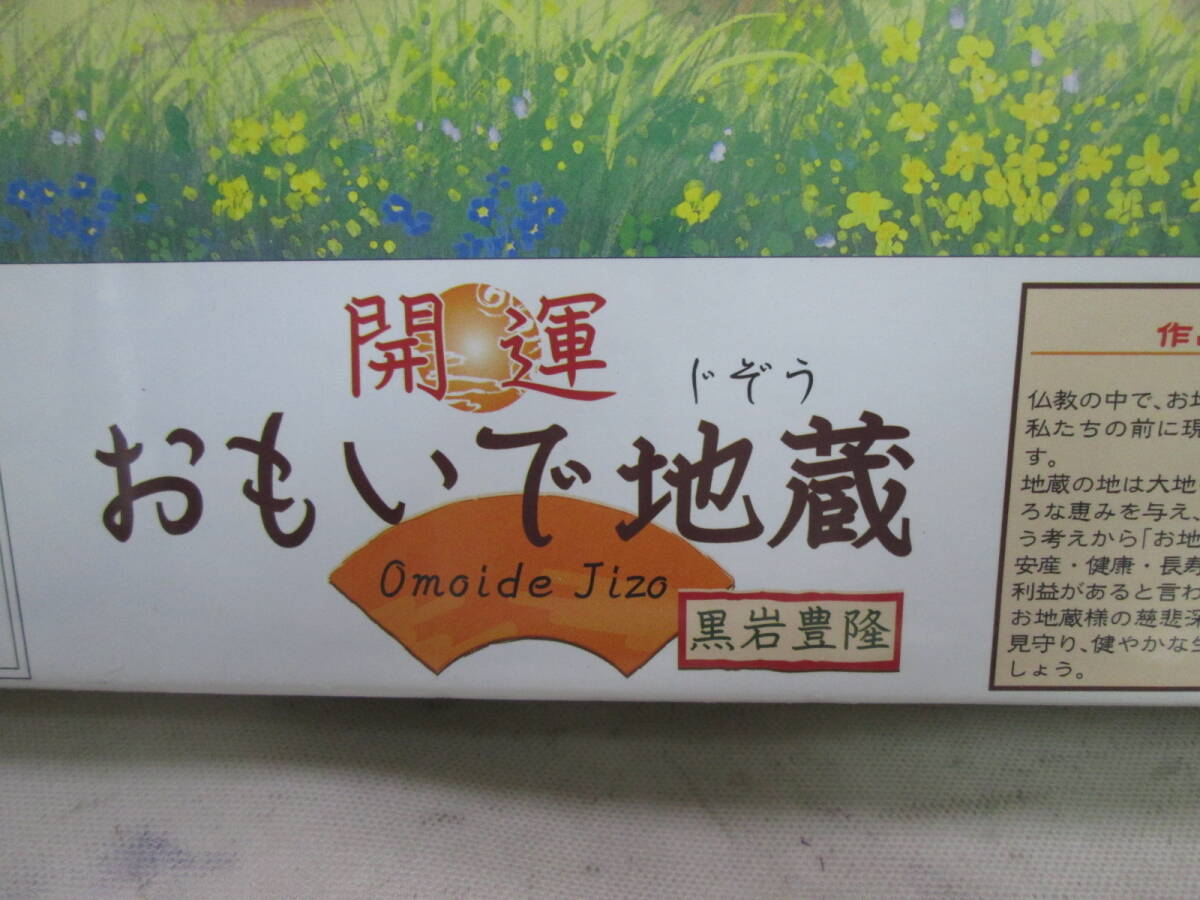 開運
じぞう
おもいで地蔵
Omoide Jizo
黒岩豊隆
作
仏教の中で、お地
私たちの前に現
す。
地蔵の地は大地
ろな恵みを与え、
う考えから「お地
安産・健康・長寿
利益があると言わ
お地蔵様の慈悲深
見守り、健やかな生
しょう。